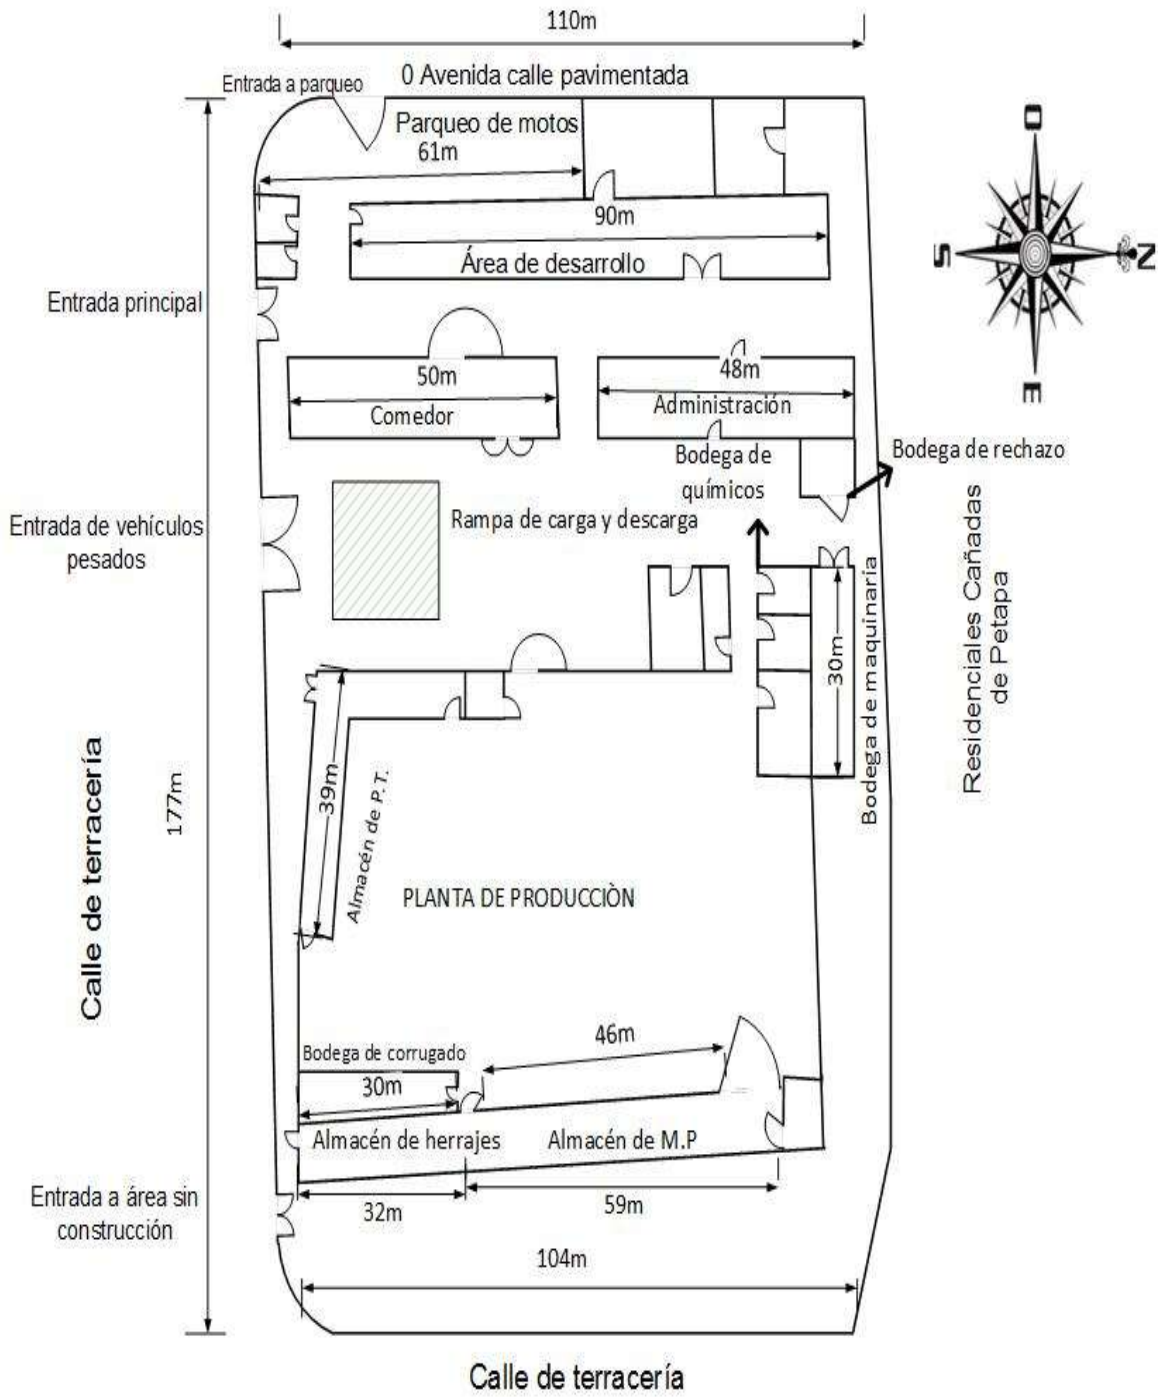 110m
0 Avenida calle pavimentada
Entrada a parqueo
Parqueo de motos
61m
90m
Área de desarrollo
O
S
N
E
Entrada principal
50m
Comedor
48m
Administración
Bodega de
químicos
Bodega de rechazo
Entrada de vehículos
pesados
Rampa de carga y descarga
Residenciales Cañadas
de Petapa
Bodega de maquinaria
30m
39m
Almacén de P.T.
177m
Calle de terracería
PLANTA DE PRODUCCIÒN
46m
Bodega de corrugado
30m
Almacén de herrajes
Almacén de M.P
Entrada a área sin
construcción
32m
59m
104m
Calle de terracería